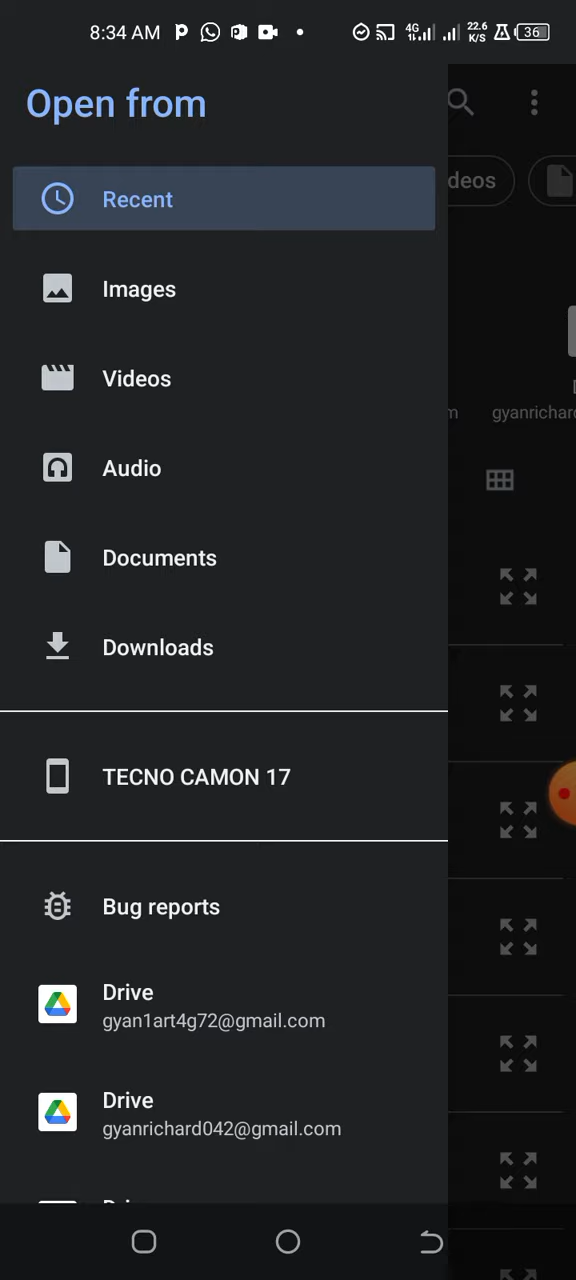 8:34 AM
4G
22.6
K/S
36
Open from
Recent
deos
Images
Videos
m
gyanrichard
Audio
Documents
Downloads
TECNO CAMON 17
Bug reports
Drive
gyan1art4g72@gmail.com
Drive
gyanrichard042@gmail.com